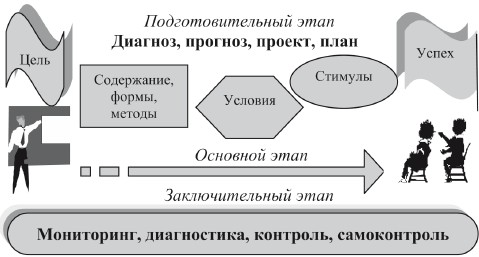 Подготовительный этап
Диагноз, прогноз, проект, план
Цель
Успех
Содержание,
формы,
методы
Условия
Стимулы
Основной этап
Заключительный этап
Мониторинг, диагностика, контроль, самоконтроль